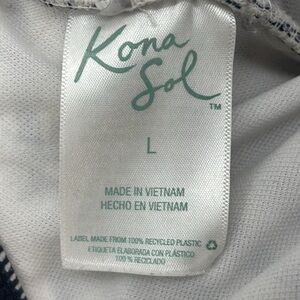 Kona
Sol
TM
L
MADE IN VIETNAM
HECHO EN VIETNAM
LABEL MADE FROM 100% RECYCLED PLASTIC
ETIQUETA ELABORADA CON PLÁSTICO
100% RECICLADO